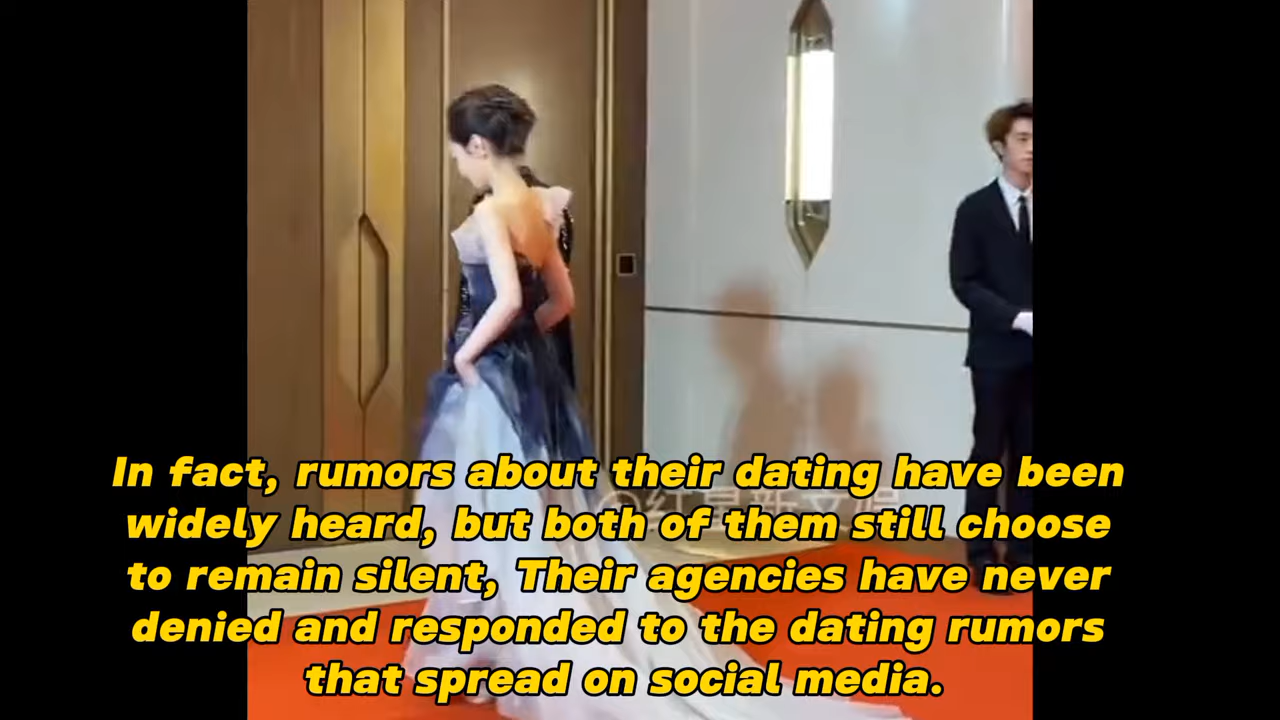 In fact, rumors about their dating have been
widely heard, but both of them still choose
to remain silent, Their agencies have never
denied and responded to the dating rumors
that spread on social media.